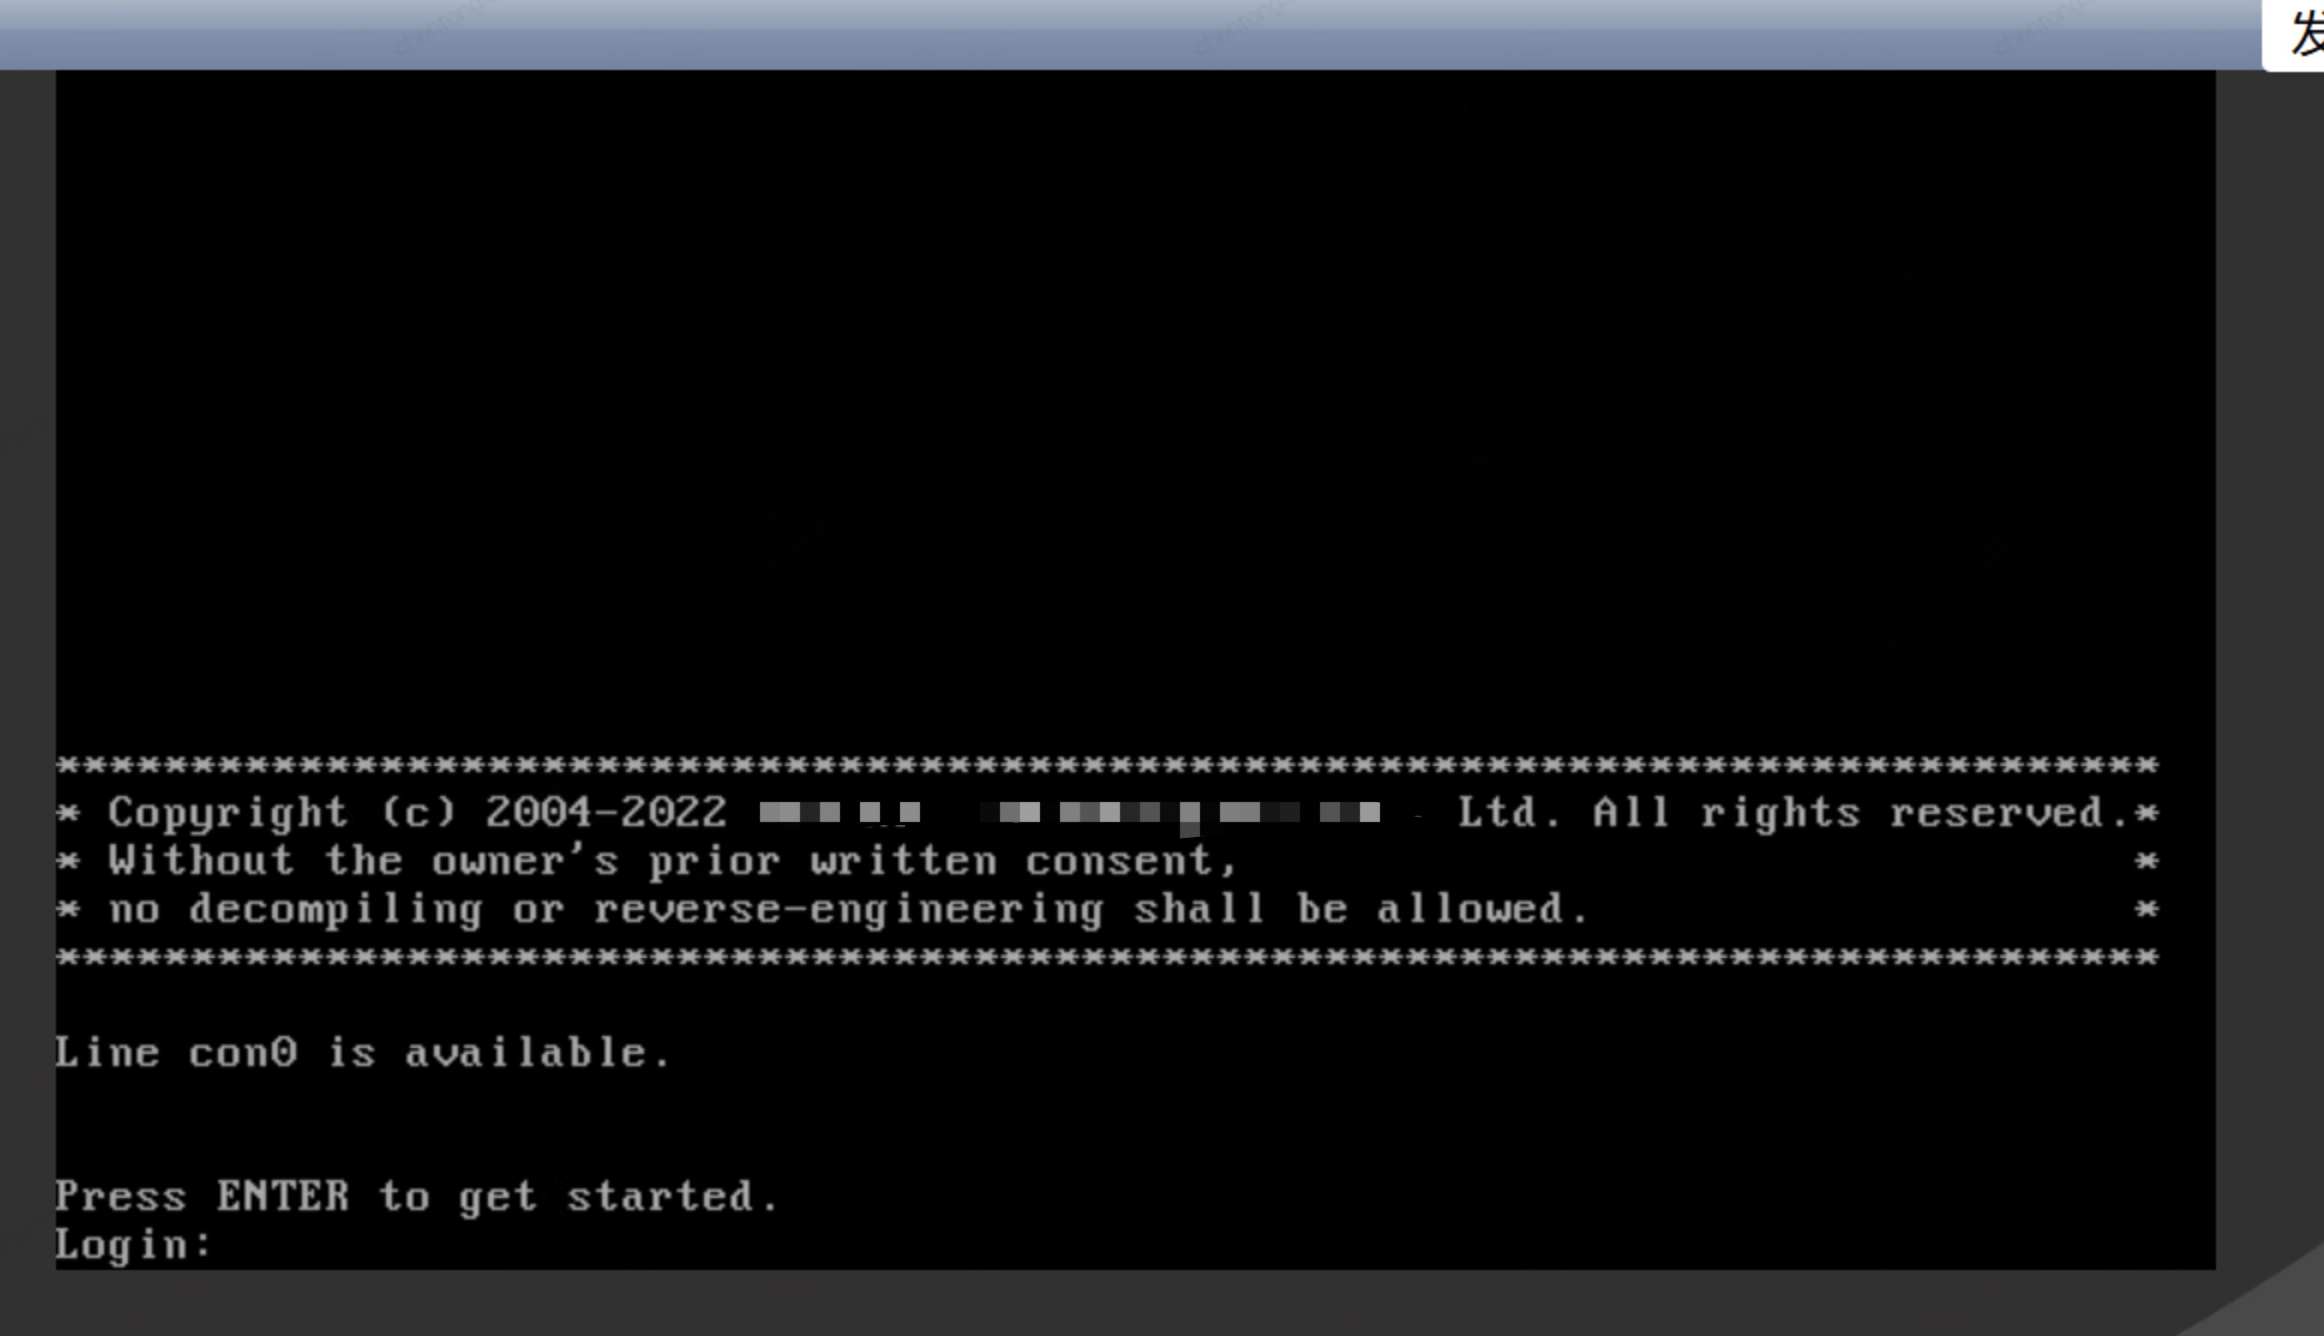 发
********************************************************************************
* Copyright (c) 2004-2022 Ltd. All rights reserved.*
* Without the owner's prior written consent, *
* no decompiling or reverse-engineering shall be allowed. *
********************************************************************************
Line con0 is available.
Press ENTER to get started.
Login: